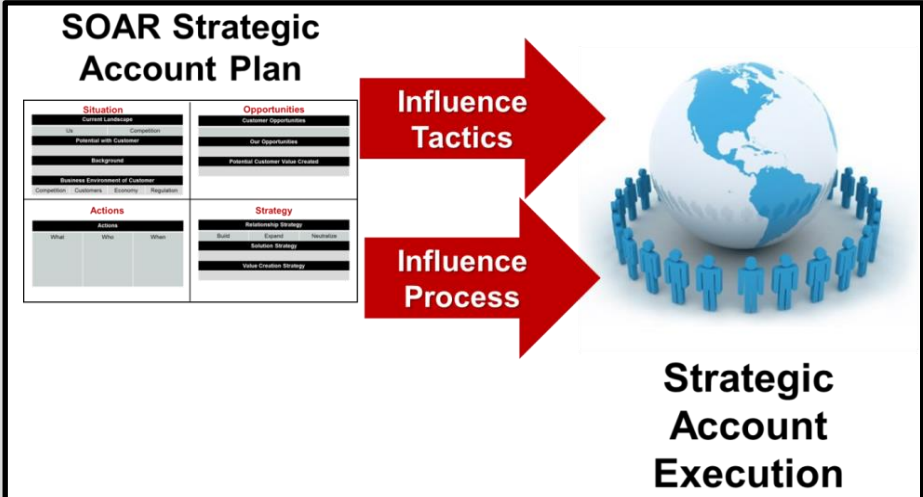 SOAR Strategic
Account Plan
Situation
Current Landscape
Us Competition
Potential with Customer
Background
Business Environment of Customer
Competition Customers Economy Regulation
Opportunities
Customer Opportunities
Our Opportunities
Potential Customer Value Created
Actions
Actions
What Who When
Strategy
Relationship Strategy
Build Expand Neutralize
Solution Strategy
Value Creation Strategy
Influence
Tactics
Influence
Process
Strategic
Account
Execution